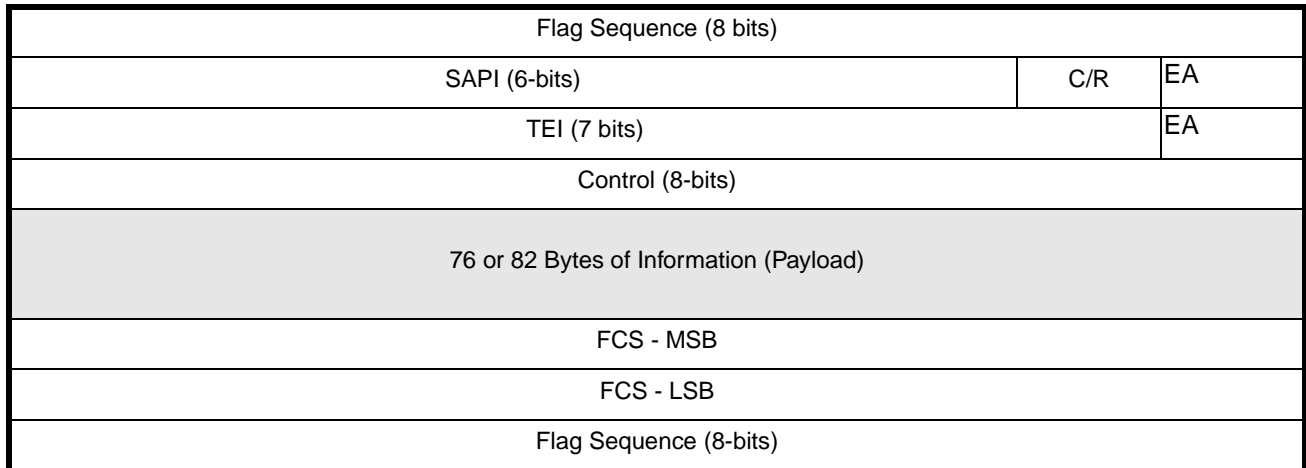 Flag Sequence (8 bits)
SAPI (6-bits) C/R EA
TEI (7 bits) EA
Control (8-bits)
76 or 82 Bytes of Information (Payload)
FCS - MSB
FCS - LSB
Flag Sequence (8-bits)